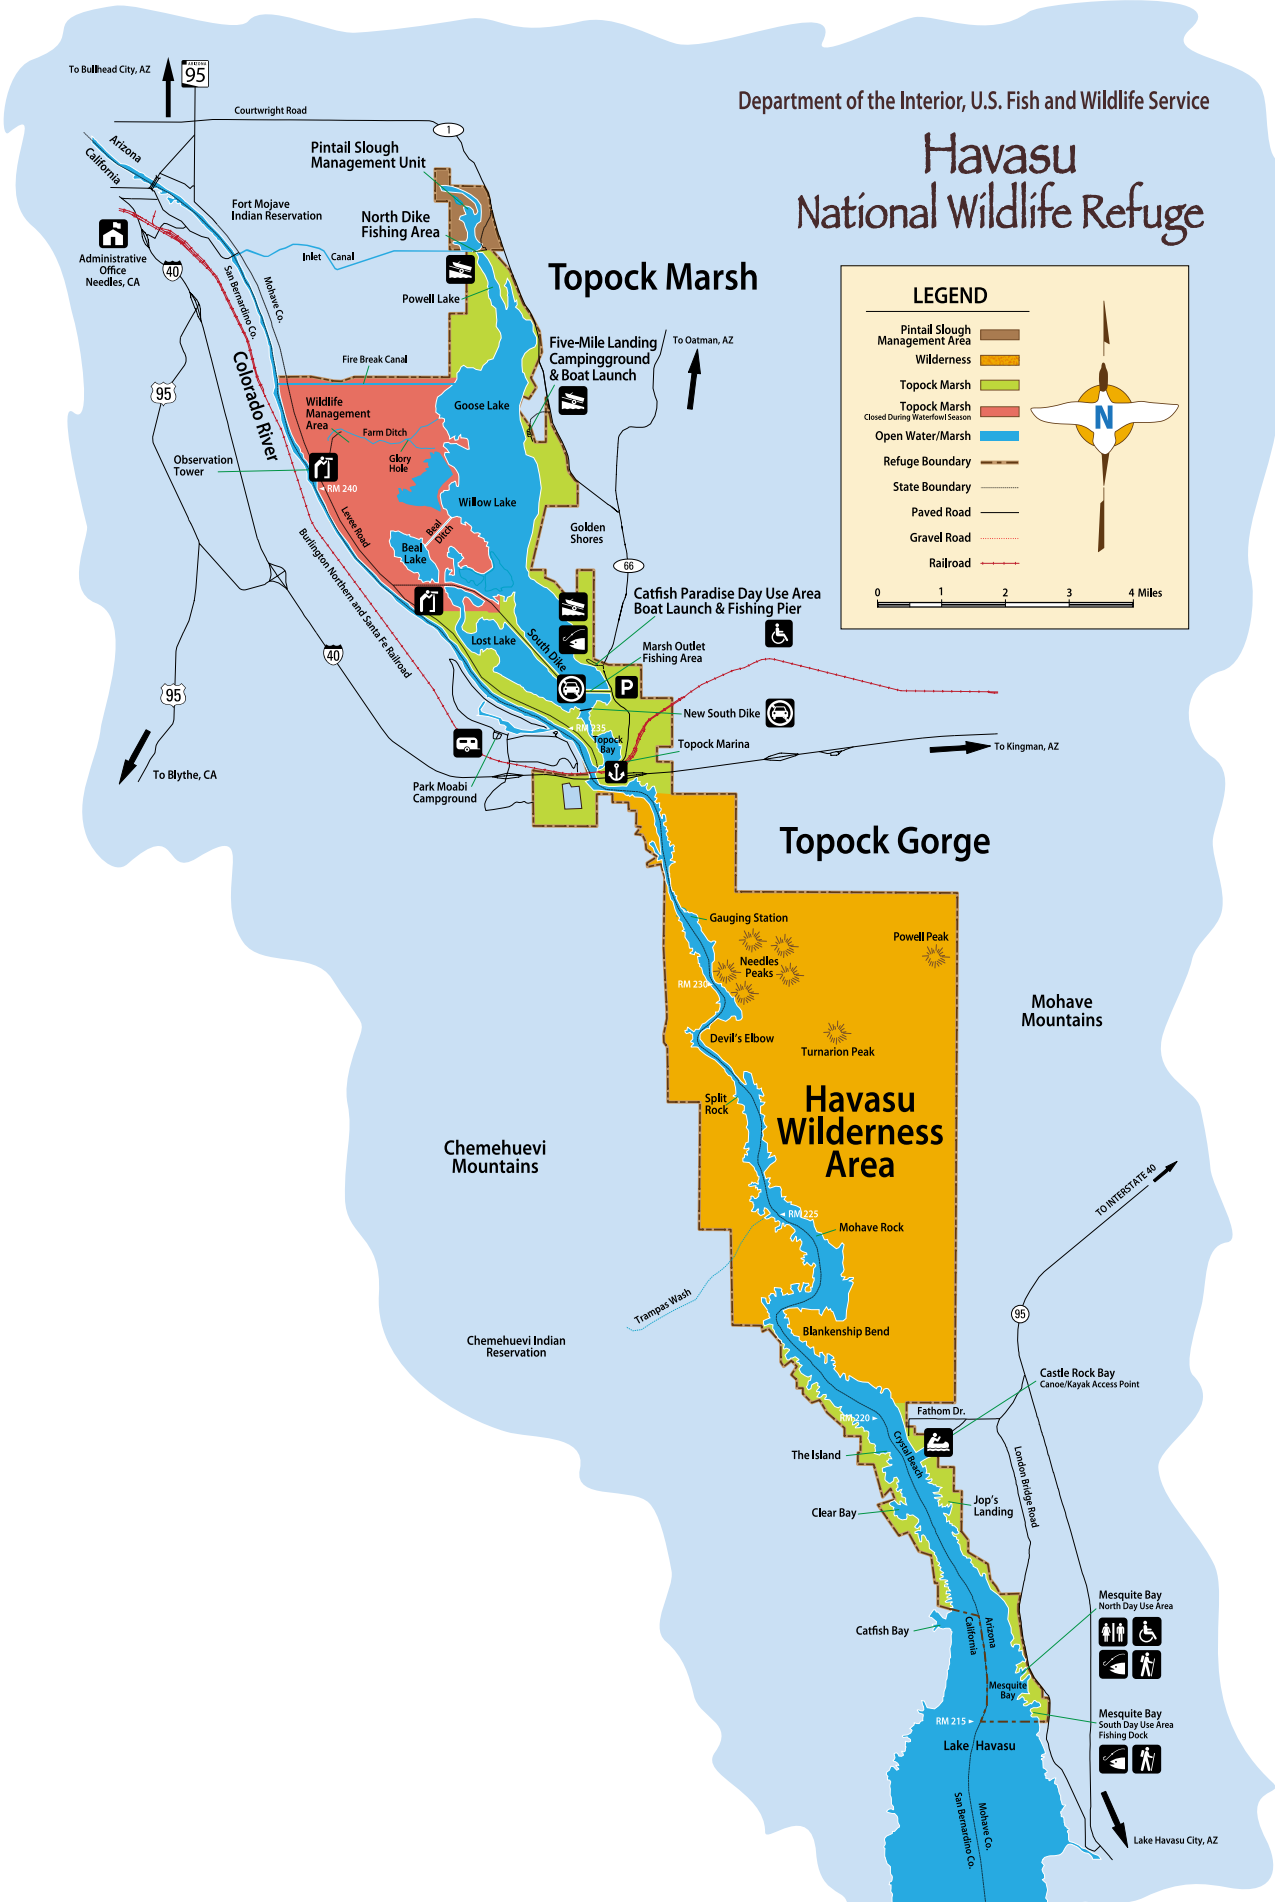 Department of the Interior, U.S. Fish and Wildlife Service
Havasu
National Wildlife Refuge
To Bullhead City, AZ
ARIZONA
95
Courtwright Road
1
Arizona
California
Pintail Slough
Management Unit
Fort Mojave
Indian Reservation
North Dike
Fishing Area
Inlet Canal
Administrative
Office
Needles, CA
40
San Bernardino Co.
Mohave Co.
Powell Lake
Topock Marsh
Five-Mile Landing
Campingground
& Boat Launch
To Oatman, AZ
Fire Break Canal
Colorado River
95
Wildlife
Management
Area
Goose Lake
Farm Ditch
Glory
Hole
Observation
Tower
RM 240
Willow Lake
Levee Road
Beal
Ditch
Beal
Lake
Golden
Shores
66
Burlington Northern and Santa Fe Railroad
Catfish Paradise Day Use Area
Boat Launch & Fishing Pier
Lost Lake
South Dike
Marsh Outlet
Fishing Area
40
95
P
New South Dike
RM 235
Topock
Bay
Topock Marina
To Kingman, AZ
To Blythe, CA
Park Moabi
Campground
LEGEND
Pintail Slough
Management Area
Wilderness
Topock Marsh
Topock Marsh
Closed During Waterfowl Season
Open Water/Marsh
Refuge Boundary
State Boundary
Paved Road
Gravel Road
Railroad
N
0 1 2 3 4 Miles
Topock Gorge
Gauging Station
Powell Peak
Needles
Peaks
RM 230
Mohave
Mountains
Devil's Elbow
Turnarion Peak
Split
Rock
Havasu
Wilderness
Area
Chemehuevi
Mountains
TO INTERSTATE 40
RM 225
Mohave Rock
Trampas Wash
95
Blankenship Bend
Chemehuevi Indian
Reservation
Castle Rock Bay
Canoe/Kayak Access Point
Fathom Dr.
RM 220
Crystal Beach
The Island
London Bridge Road
Jop's
Landing
Clear Bay
Mesquite Bay
North Day Use Area
Catfish Bay
California
Arizona
Mesquite
Bay
Mesquite Bay
South Day Use Area
Fishing Dock
RM 215
Lake Havasu
San Bernardino Co.
Mohave Co.
Lake Havasu City, AZ